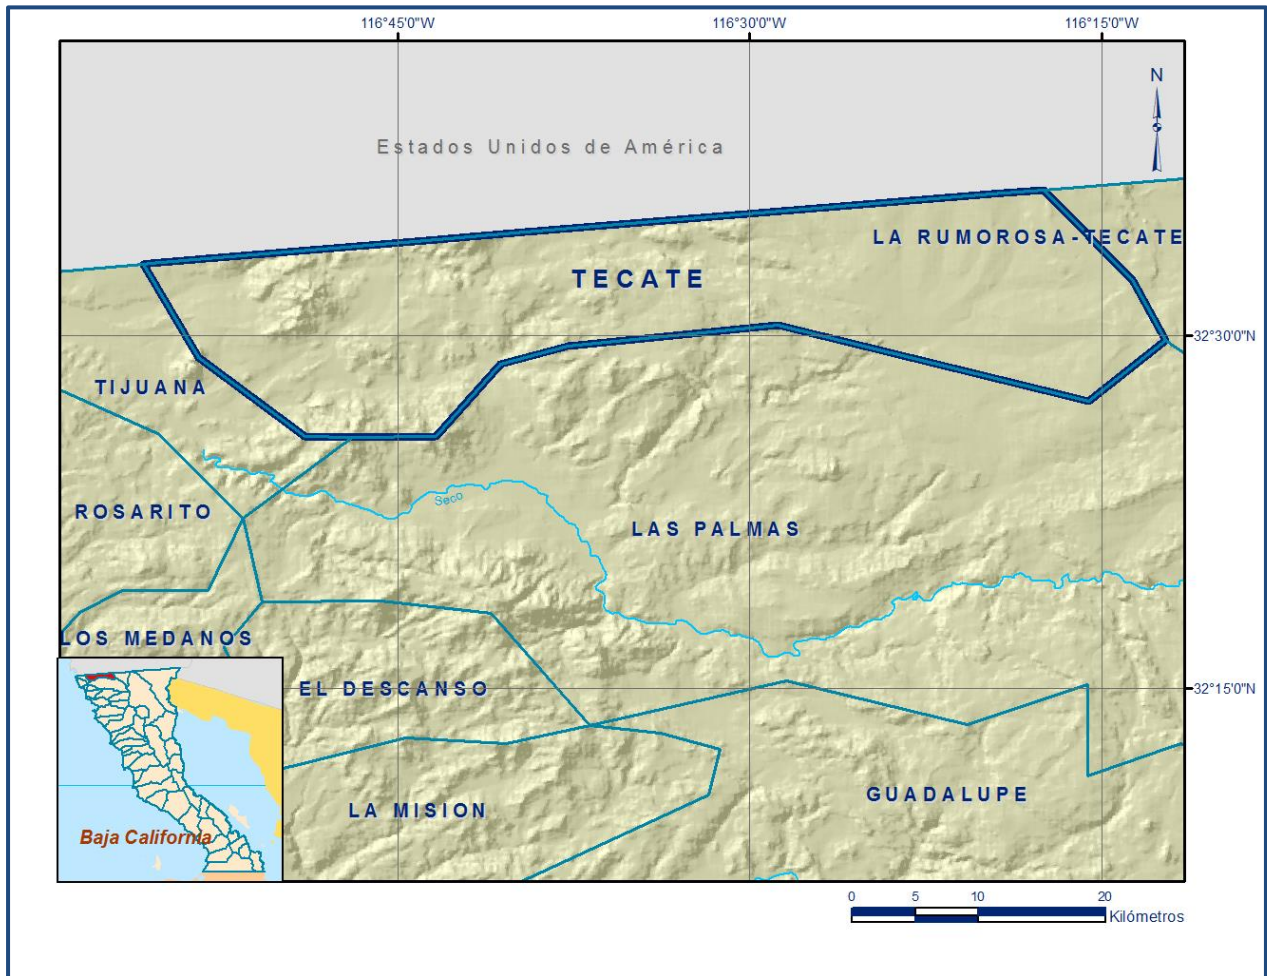 116°45'0"W 116°30'0"W 116°15'0"W
N
Estados Unidos de América
LA RUMOROSA-TECATE
TECATE
32°30'0"N
TIJUANA
Seco
ROSARITO
LAS PALMAS
LOS MEDANOS
EL DESCANSO
32°15'0"N
GUADALUPE
LA MISION
Baja California
0 5 10 20
Kilómetros